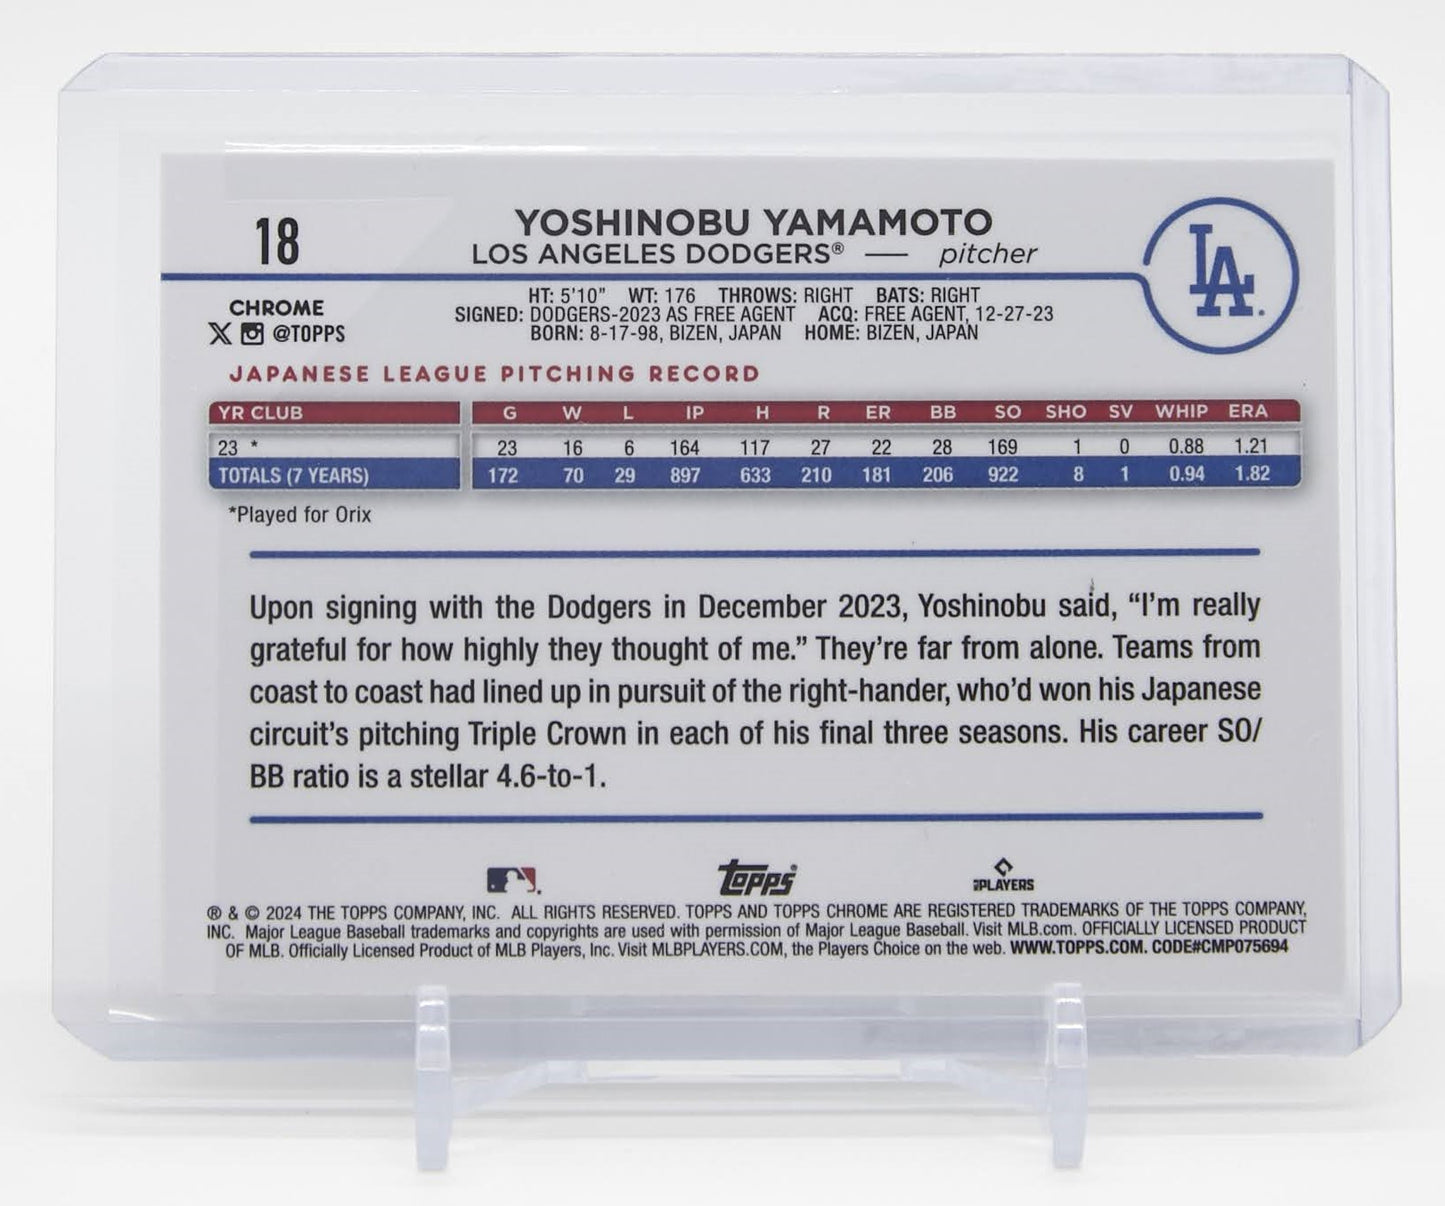 18
YOSHINOBU YAMAMOTO
LOS ANGELES DODGERS® — pitcher
LA
CHROME
@TOPPS
HT: 5'10" WT: 176 THROWS: RIGHT BATS: RIGHT
SIGNED: DODGERS-2023 AS FREE AGENT ACQ: FREE AGENT, 12-27-23
BORN: 8-17-98, BIZEN, JAPAN HOME: BIZEN, JAPAN
JAPANESE LEAGUE PITCHING RECORD
YR CLUB G W L IP H R ER BB SO SHO SV WHIP ERA
23 * 23 16 6 164 117 27 22 28 169 1 0 0.88 1.21
TOTALS (7 YEARS) 172 70 29 897 633 210 181 206 922 8 1 0.94 1.82
*Played for Orix
Upon signing with the Dodgers in December 2023, Yoshinobu said, “I’m really
grateful for how highly they thought of me.” They’re far from alone. Teams from
coast to coast had lined up in pursuit of the right-hander, who’d won his Japanese
circuit’s pitching Triple Crown in each of his final three seasons. His career SO/
BB ratio is a stellar 4.6-to-1.
Topps®
PLAYERS
® & © 2024 THE TOPPS COMPANY, INC. ALL RIGHTS RESERVED. TOPPS AND TOPPS CHROME ARE REGISTERED TRADEMARKS OF THE TOPPS COMPANY,
INC. Major League Baseball trademarks and copyrights are used with permission of Major League Baseball. Visit MLB.com. OFFICIALLY LICENSED PRODUCT
OF MLB. Officially Licensed Product of MLB Players, Inc. Visit MLBPLAYERS.COM, the Players Choice on the web. WWW.TOPPS.COM. CODE#CMP075694